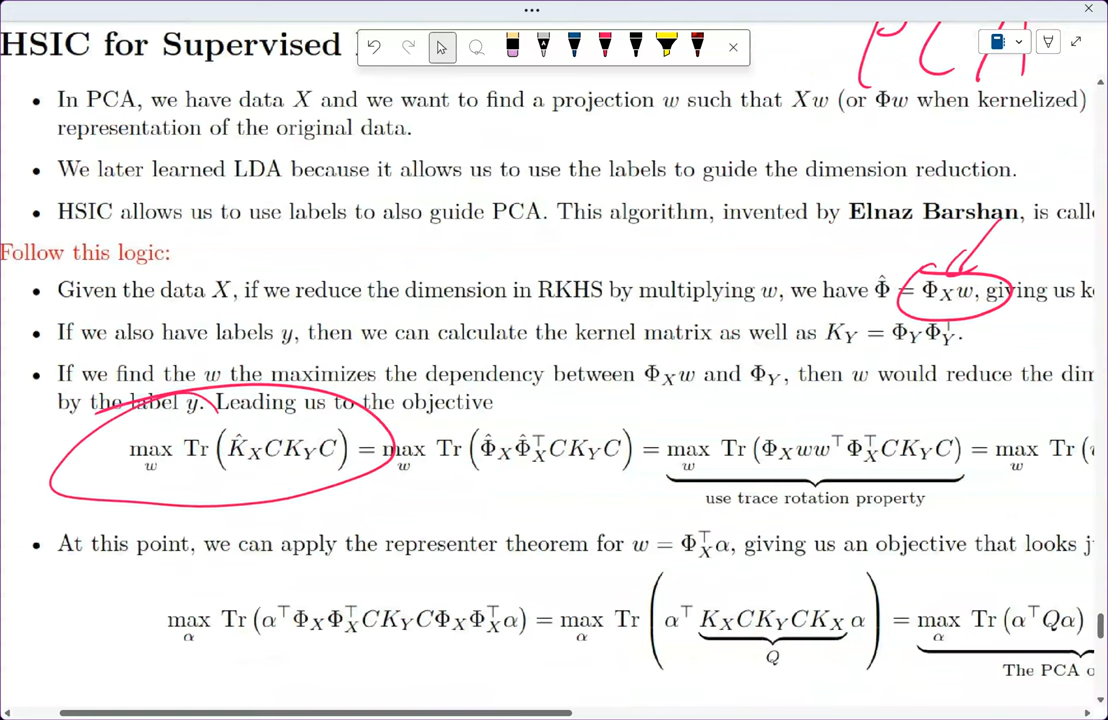 HSIC for Supervised
PCA
• In PCA, we have data X and we want to find a projection w such that Xw (or Φw when kernelized)
representation of the original data.
• We later learned LDA because it allows us to use the labels to guide the dimension reduction.
• HSIC allows us to use labels to also guide PCA. This algorithm, invented by Elnaz Barshan, is
Follow this logic:
• Given the data X, if we reduce the dimension in RKHS by multiplying w, we have Φ̂ = Φ_X w, giving us
• If we also have labels y, then we can calculate the kernel matrix as well as K_Y = Φ_Y Φ_Y^⊤.
• If we find the w the maximizes the dependency between Φ_X w and Φ_Y, then w would reduce the
by the label y. Leading us to the objective
max_w Tr (K̂_X C K_Y C) = max_w Tr (Φ̂_X Φ̂_X^⊤ C K_Y C) = max_w Tr (Φ_X w w^⊤ Φ_X^⊤ C K_Y C) = max_w Tr (
use trace rotation property
• At this point, we can apply the representer theorem for w = Φ_X^⊤ α, giving us an objective that looks
max_α Tr (α^⊤ Φ_X Φ_X^⊤ C K_Y C Φ_X Φ_X^⊤ α) = max_α Tr (α^⊤ K_X C K_Y C K_X α) = max_α Tr (α^⊤ Q α)
Q
The PCA